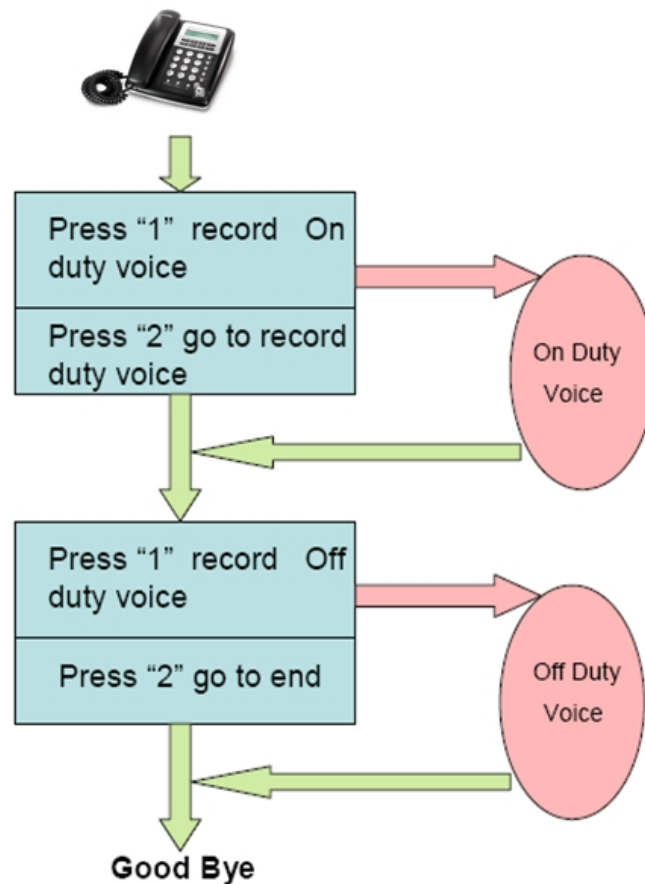 Press “1” record On
duty voice
Press “2” go to record
duty voice
On Duty
Voice
Press “1” record Off
duty voice
Press “2” go to end
Off Duty
Voice
Good Bye